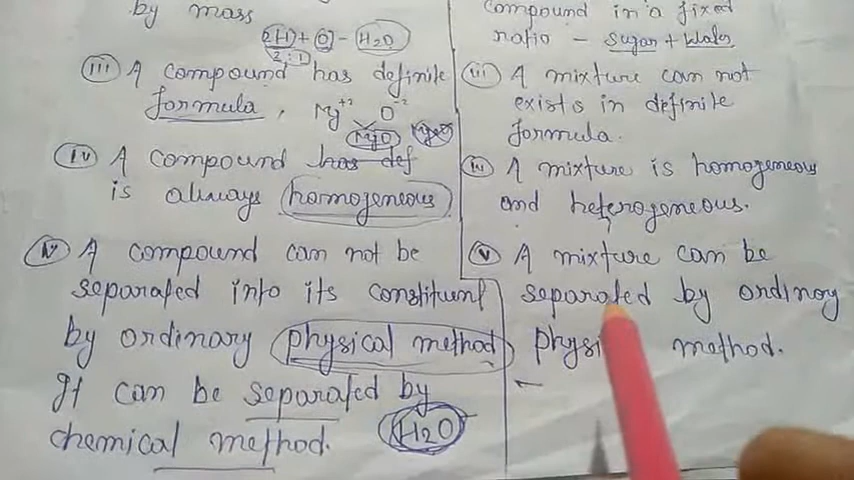 by mass
2H + O - H2O
2:1
iii A compound has definite
formula, Mg+2 O-2
MgO
iv A compound has def
is always homogeneous
v A compound can not be
separated into its constitunt
by ordinary physical method
It can be separated by
chemical method. H2O
compound in a fixed
ratio - Sugar + Water
iii A mixture can not
exists in definite
formula.
iii A mixture is homogeneous
and heterogeneous.
v A mixture can be
separated by ordinory
method.